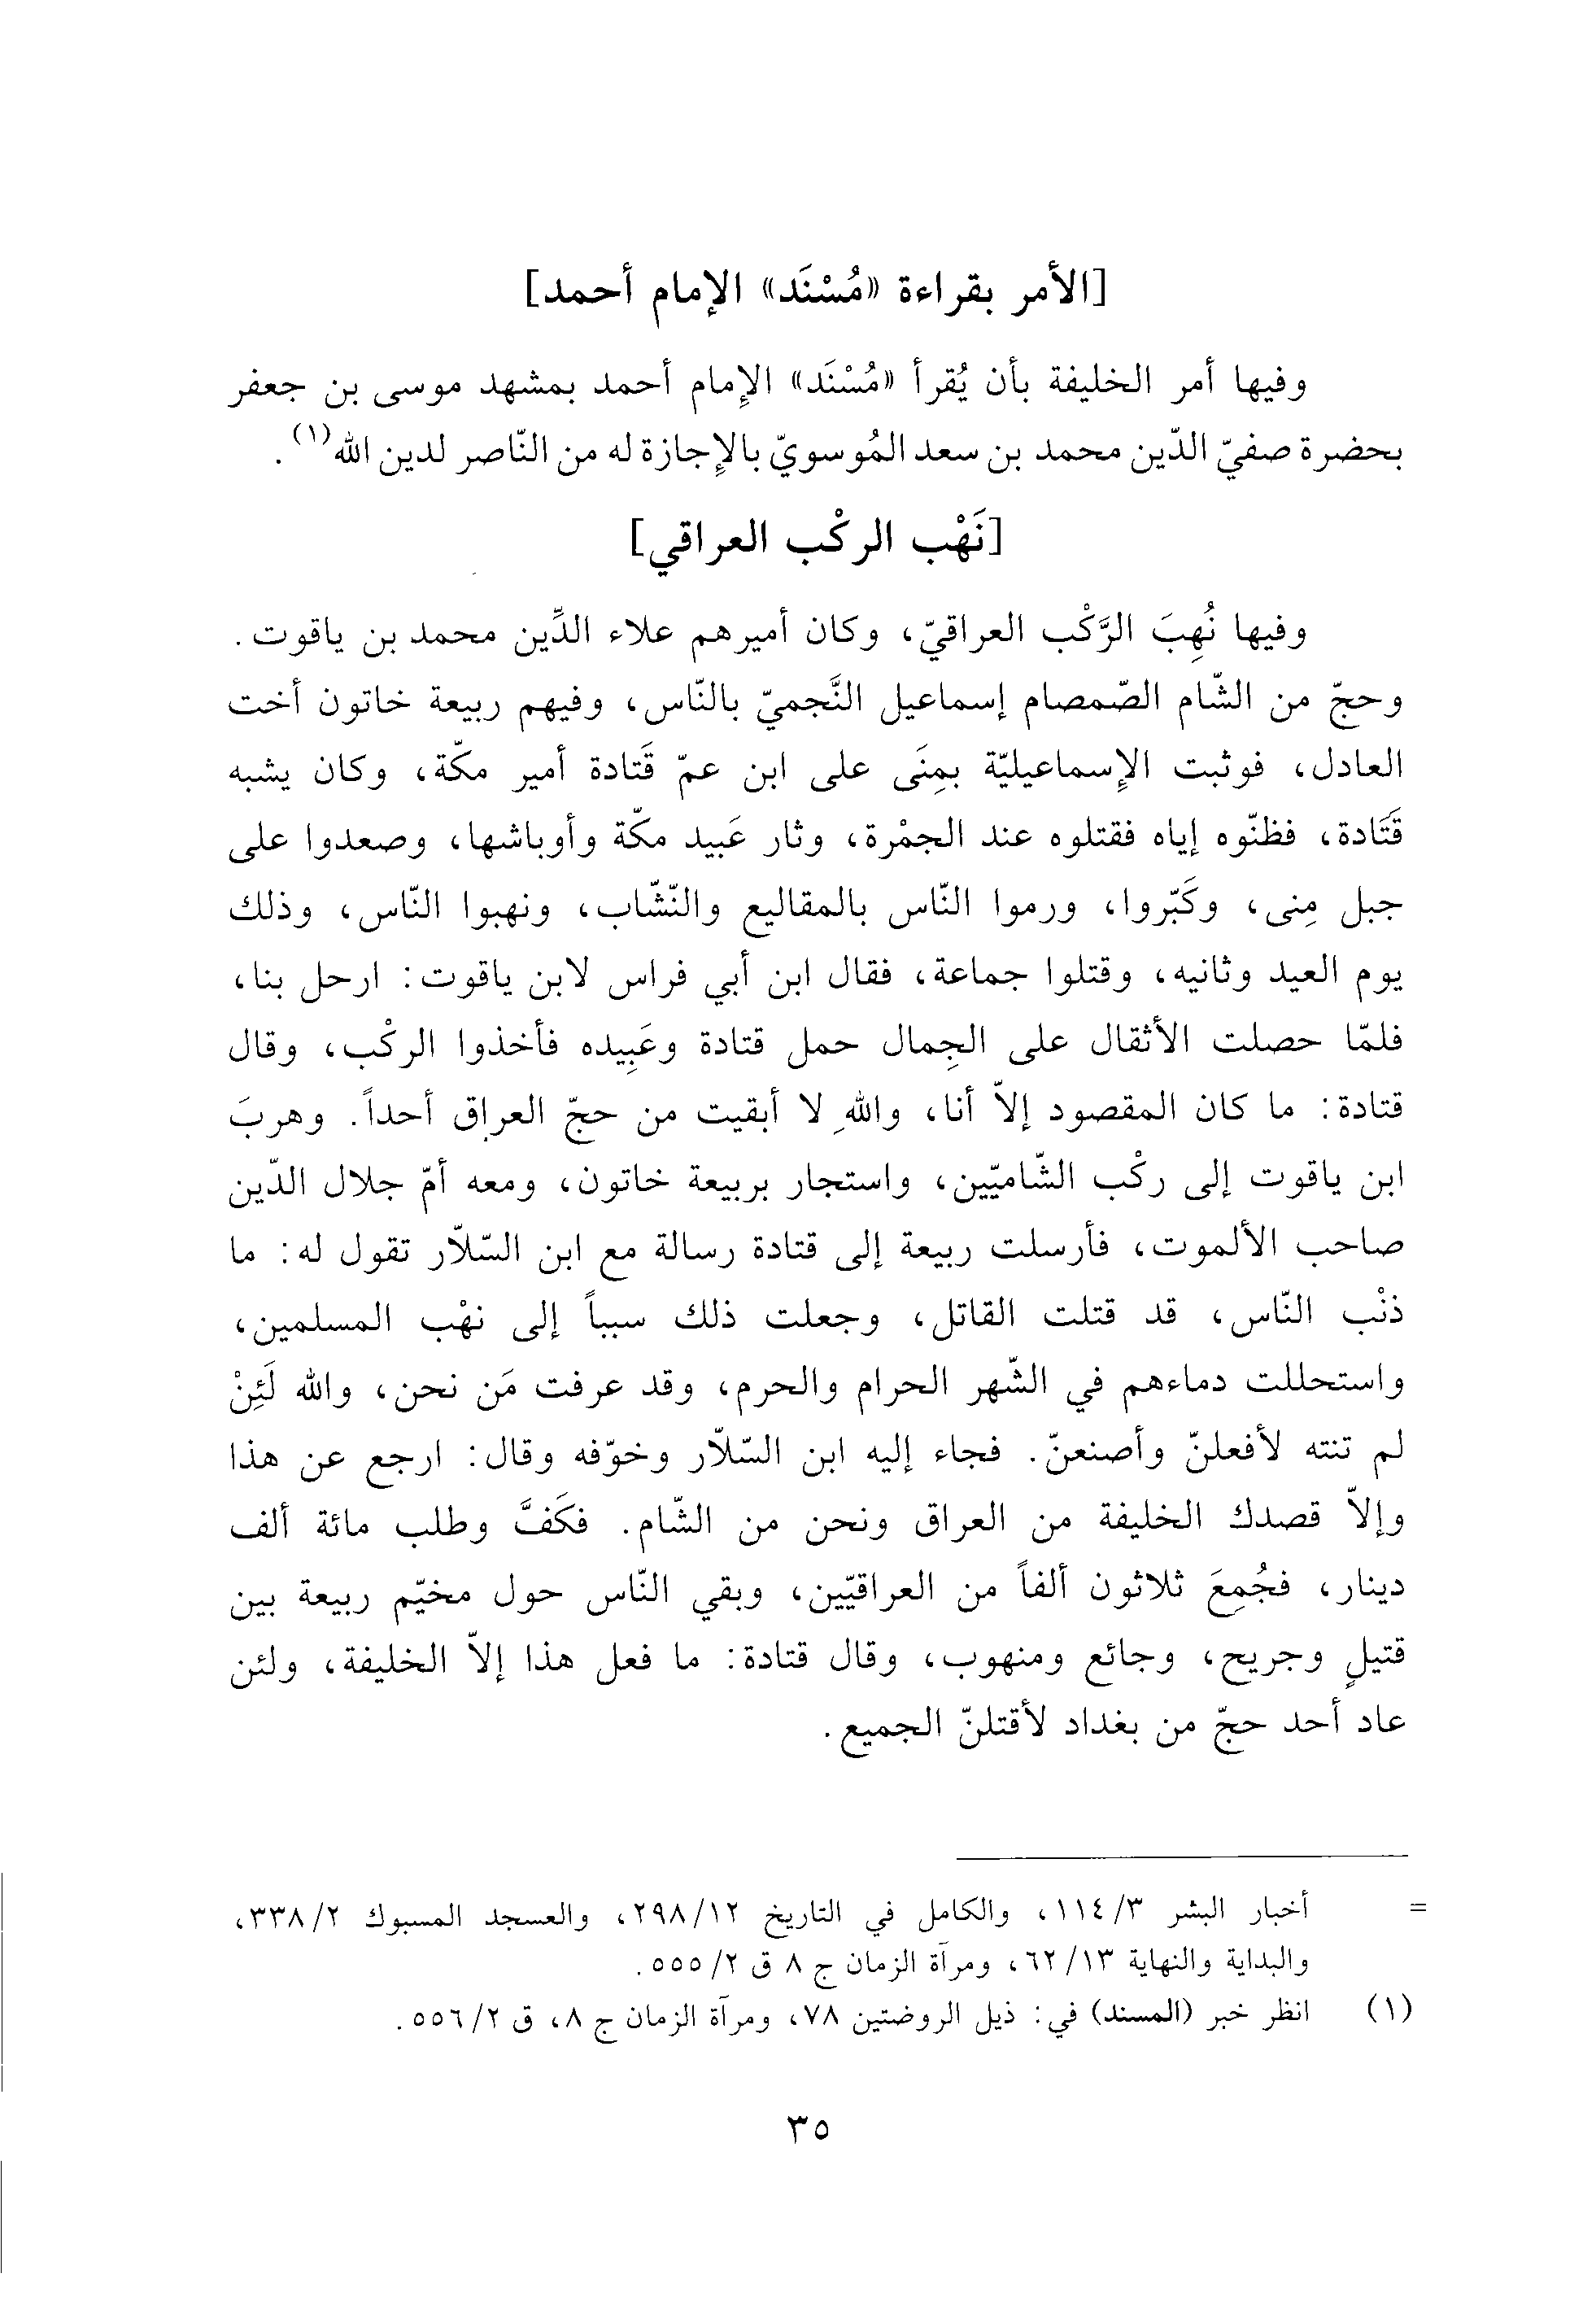 [الأمر بقراءة «مُسْنَد» الإمام أحمد]
وفيها أمر الخليفة بأن يُقرأ «مُسْنَد» الإمام أحمد بمشهد موسى بن جعفر
بحضرة صفيّ الدّين محمد بن سعد المُوسويّ بالإجازة له من النّاصر لدين الله(١).
[نَهْب الركْب العراقي]
وفيها نُهِبَ الرَّكْب العراقيّ، وكان أميرهم علاء الدِّين محمد بن ياقوت.
وحجّ من الشّام الصّمصام إسماعيل النَّجميّ بالنّاس، وفيهم ربيعة خاتون أخت
العادل، فوثبت الإسماعيليّة بمِنَى على ابن عمّ قَتادة أمير مكّة، وكان يشبه
قَتَادة، فظنّوه إياه فقتلوه عند الجمْرة، وثار عَبيد مكّة وأوباشها، وصعدوا على
جبل مِنى، وكَبّروا، ورموا النّاس بالمقاليع والنّشّاب، ونهبوا النّاس، وذلك
يوم العيد وثانيه، وقتلوا جماعة، فقال ابن أبي فراس لابن ياقوت: ارحل بنا،
فلمّا حصلت الأثقال على الجِمال حمل قتادة وعَبِيده فأخذوا الركْب، وقال
قتادة: ما كان المقصود إلاّ أنا، واللهِ لا أبقيت من حجّ العراق أحداً. وهربَ
ابن ياقوت إلى ركْب الشّاميّين، واستجار بربيعة خاتون، ومعه أمّ جلال الدّين
صاحب الألموت، فأرسلت ربيعة إلى قتادة رسالة مع ابن السّلاّر تقول له: ما
ذنْب النّاس، قد قتلت القاتل، وجعلت ذلك سبباً إلى نهْب المسلمين،
واستحللت دماءهم في الشّهر الحرام والحرم، وقد عرفت مَن نحن، والله لَئِنْ
لم تنته لأفعلنّ وأصنعنّ. فجاء إليه ابن السّلاّر وخوّفه وقال: ارجع عن هذا
وإلاّ قصدك الخليفة من العراق ونحن من الشّام. فكَفَّ وطلب مائة ألف
دينار، فجُمِعَ ثلاثون ألفاً من العراقيّين، وبقي النّاس حول مخيّم ربيعة بين
قتيلٍ وجريح، وجائع ومنهوب، وقال قتادة: ما فعل هذا إلاّ الخليفة، ولئن
عاد أحد حجّ من بغداد لأقتلنّ الجميع.
= أخبار البشر ٣/ ١١٤، والكامل في التاريخ ١٢/ ٢٩٨، والعسجد المسبوك ٢/ ٣٣٨،
والبداية والنهاية ١٣/ ٦٢، ومرآة الزمان ج ٨ ق ٢/ ٥٥٥.
(١) انظر خبر (المسند) في: ذيل الروضتين ٧٨، ومرآة الزمان ج ٨، ق ٢/ ٥٥٦.
٣٥